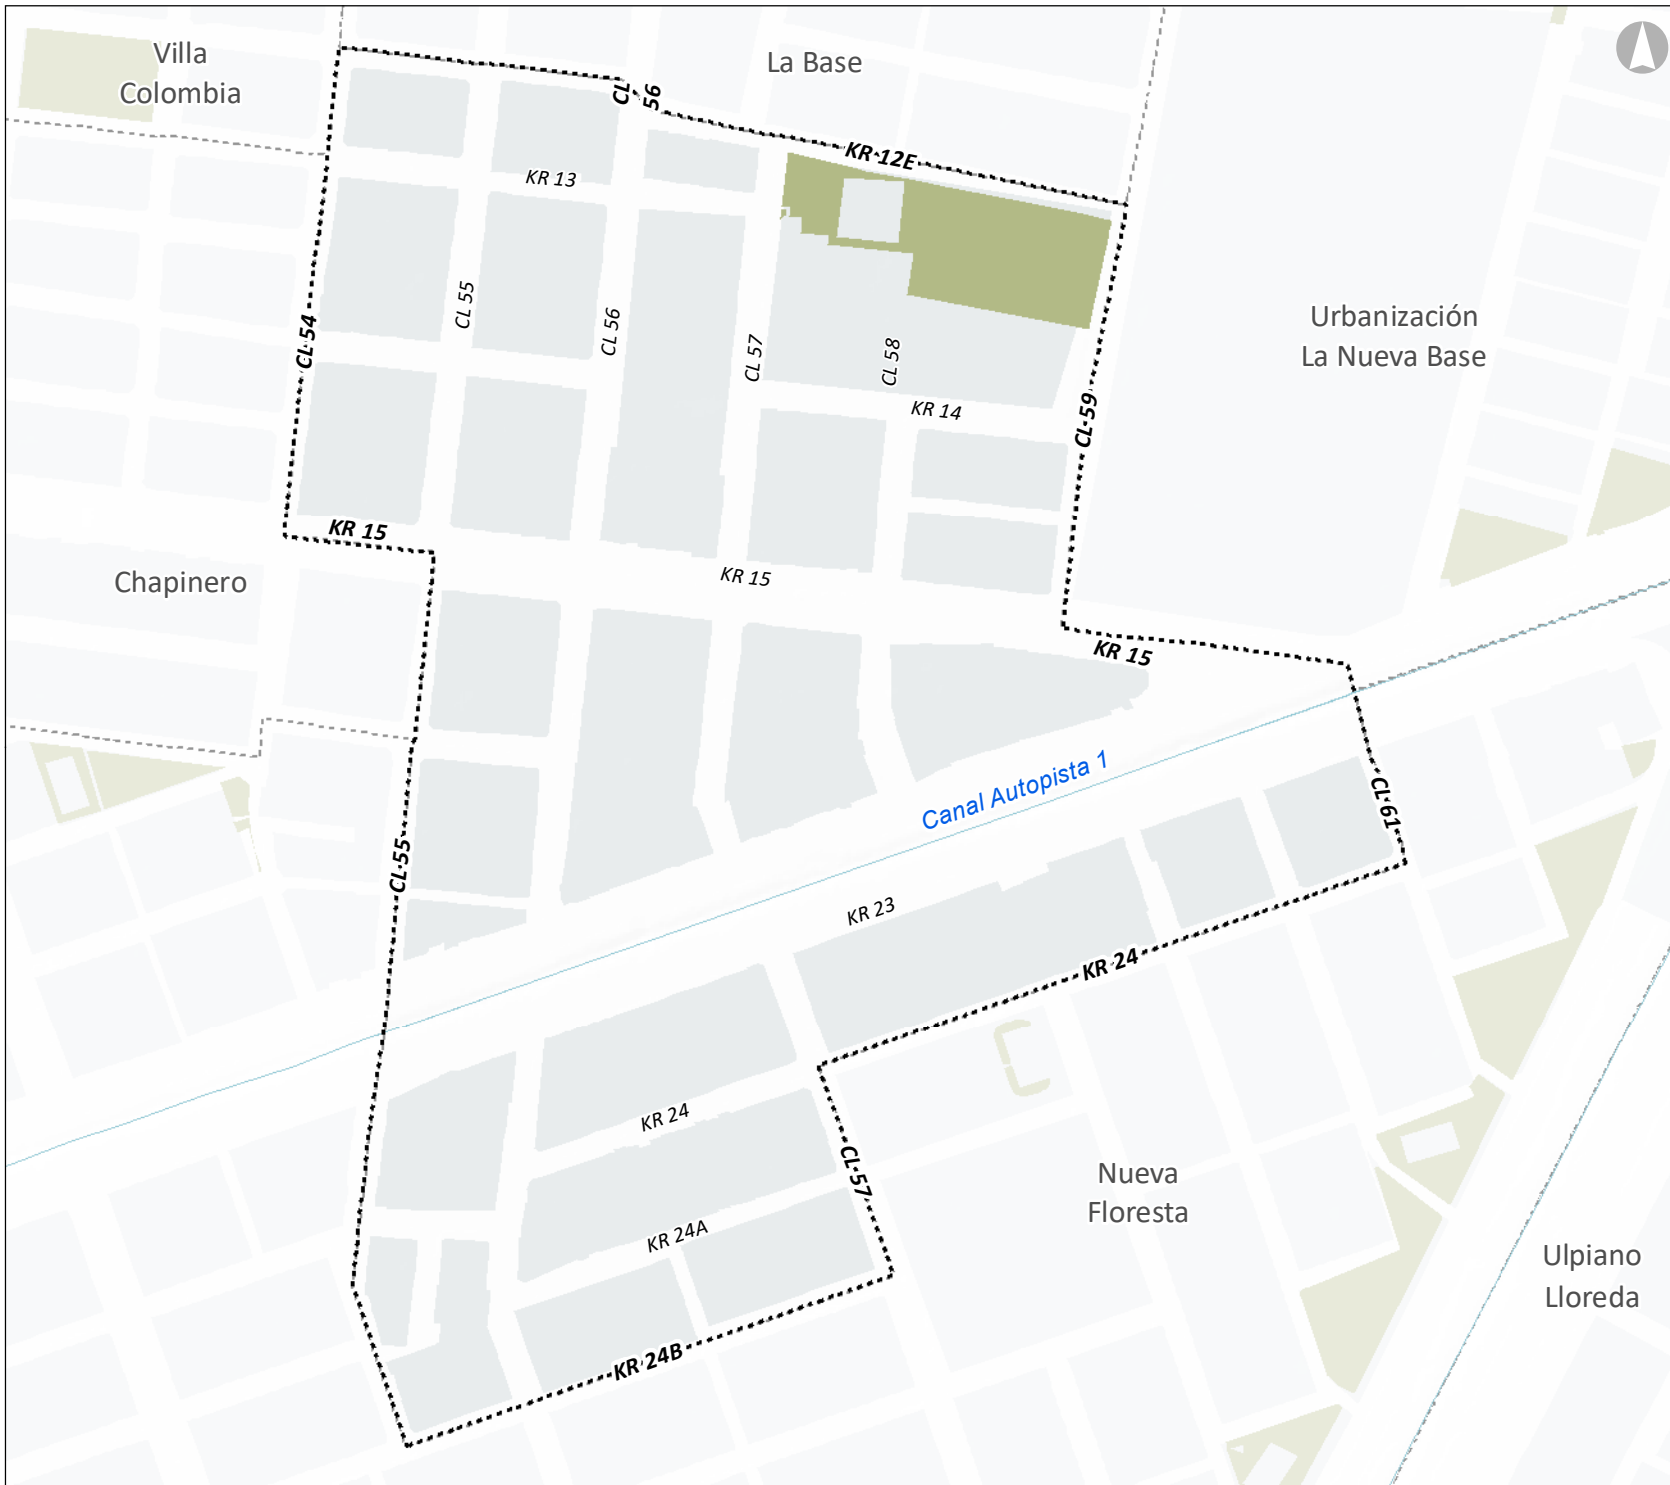 Villa
Colombia
La Base
CL 56
KR 12E
KR 13
CL 55
CL 54
CL 56
CL 57
CL 58
Urbanización
La Nueva Base
CL 59
KR 14
KR 15
KR 15
Chapinero
KR 15
Canal Autopista 1
CL 61
CL 55
KR 23
KR 24
KR 24
CL 57
Nueva
Floresta
KR 24A
Ulpiano
Lloreda
KR 24B